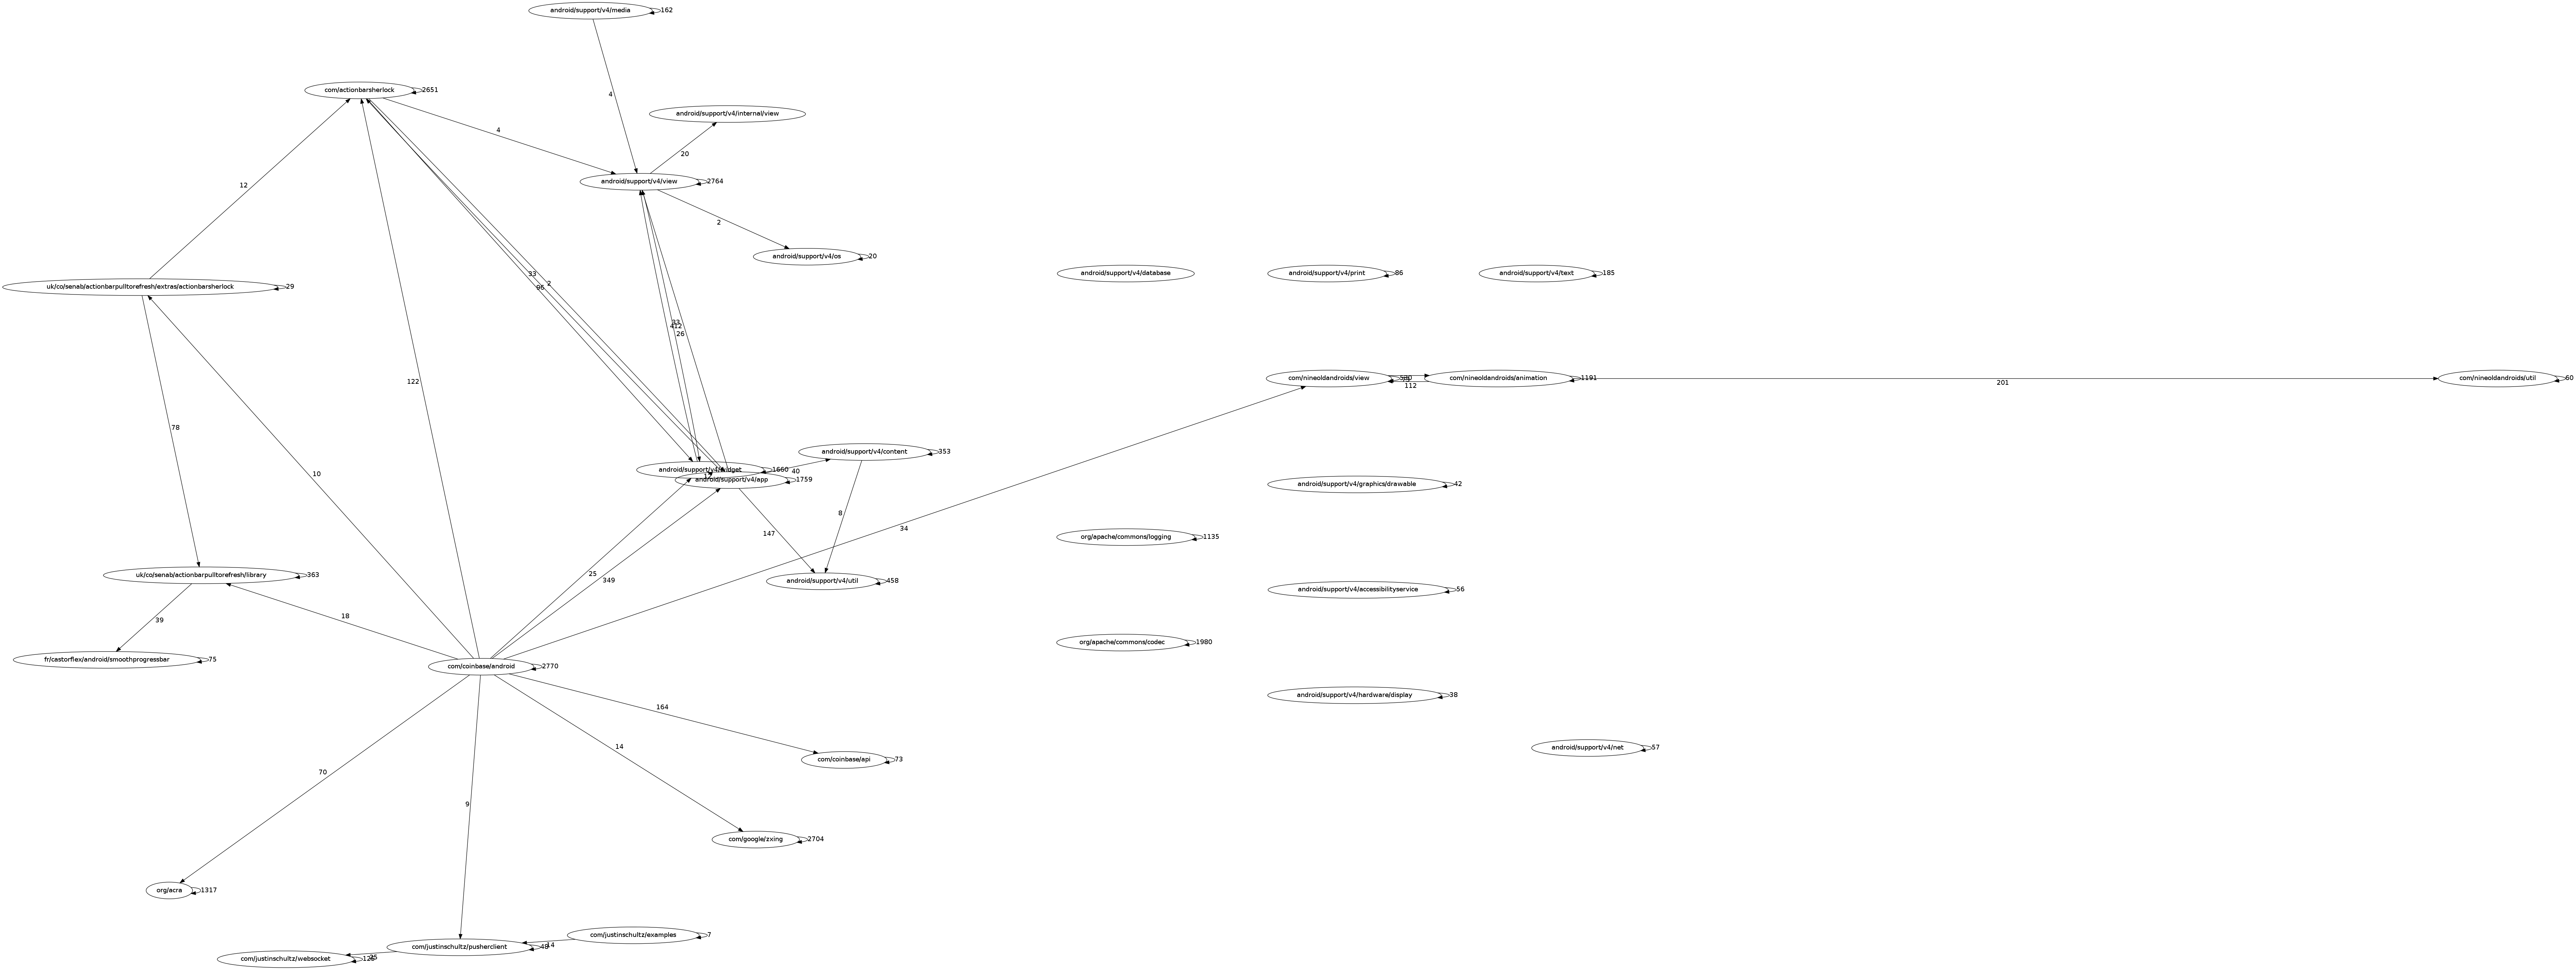 android/support/v4/media
162
com/actionbarsherlock
2651
4
android/support/v4/internal/view
4
20
android/support/v4/view
2764
12
2
android/support/v4/os
20
android/support/v4/database
android/support/v4/print
86
android/support/v4/text
185
33
2
96
uk/co/senab/actionbarpulltorefresh/extras/actionbarsherlock
29
412
26
com/nineoldandroids/view
com/nineoldandroids/animation
1191
com/nineoldandroids/util
60
122
112
201
78
android/support/v4/content
353
android/support/v4/widget
1660
40
10
android/support/v4/app
1759
android/support/v4/graphics/drawable
42
8
34
147
org/apache/commons/logging
1135
uk/co/senab/actionbarpulltorefresh/library
363
25
349
android/support/v4/util
458
android/support/v4/accessibilityservice
56
18
39
org/apache/commons/codec
1980
fr/castorflex/android/smoothprogressbar
75
com/coinbase/android
2770
android/support/v4/hardware/display
38
164
14
android/support/v4/net
57
com/coinbase/api
73
70
9
com/google/zxing
2704
org/acra
1317
com/justinschultz/examples
7
com/justinschultz/pusherclient
14
com/justinschultz/websocket